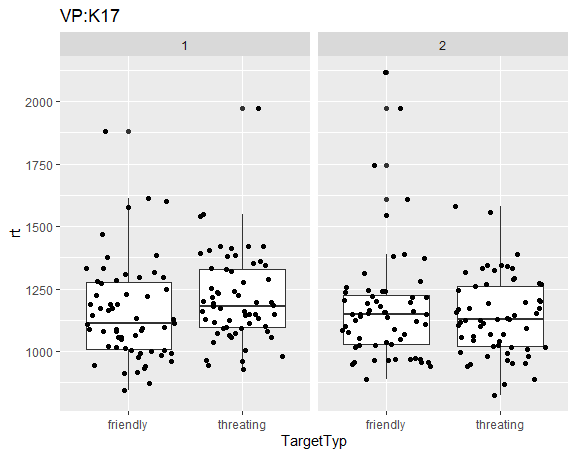 VP:K17
1 2
2000
1750
1500
1250
1000
rt
friendly threating friendly threating
TargetTyp